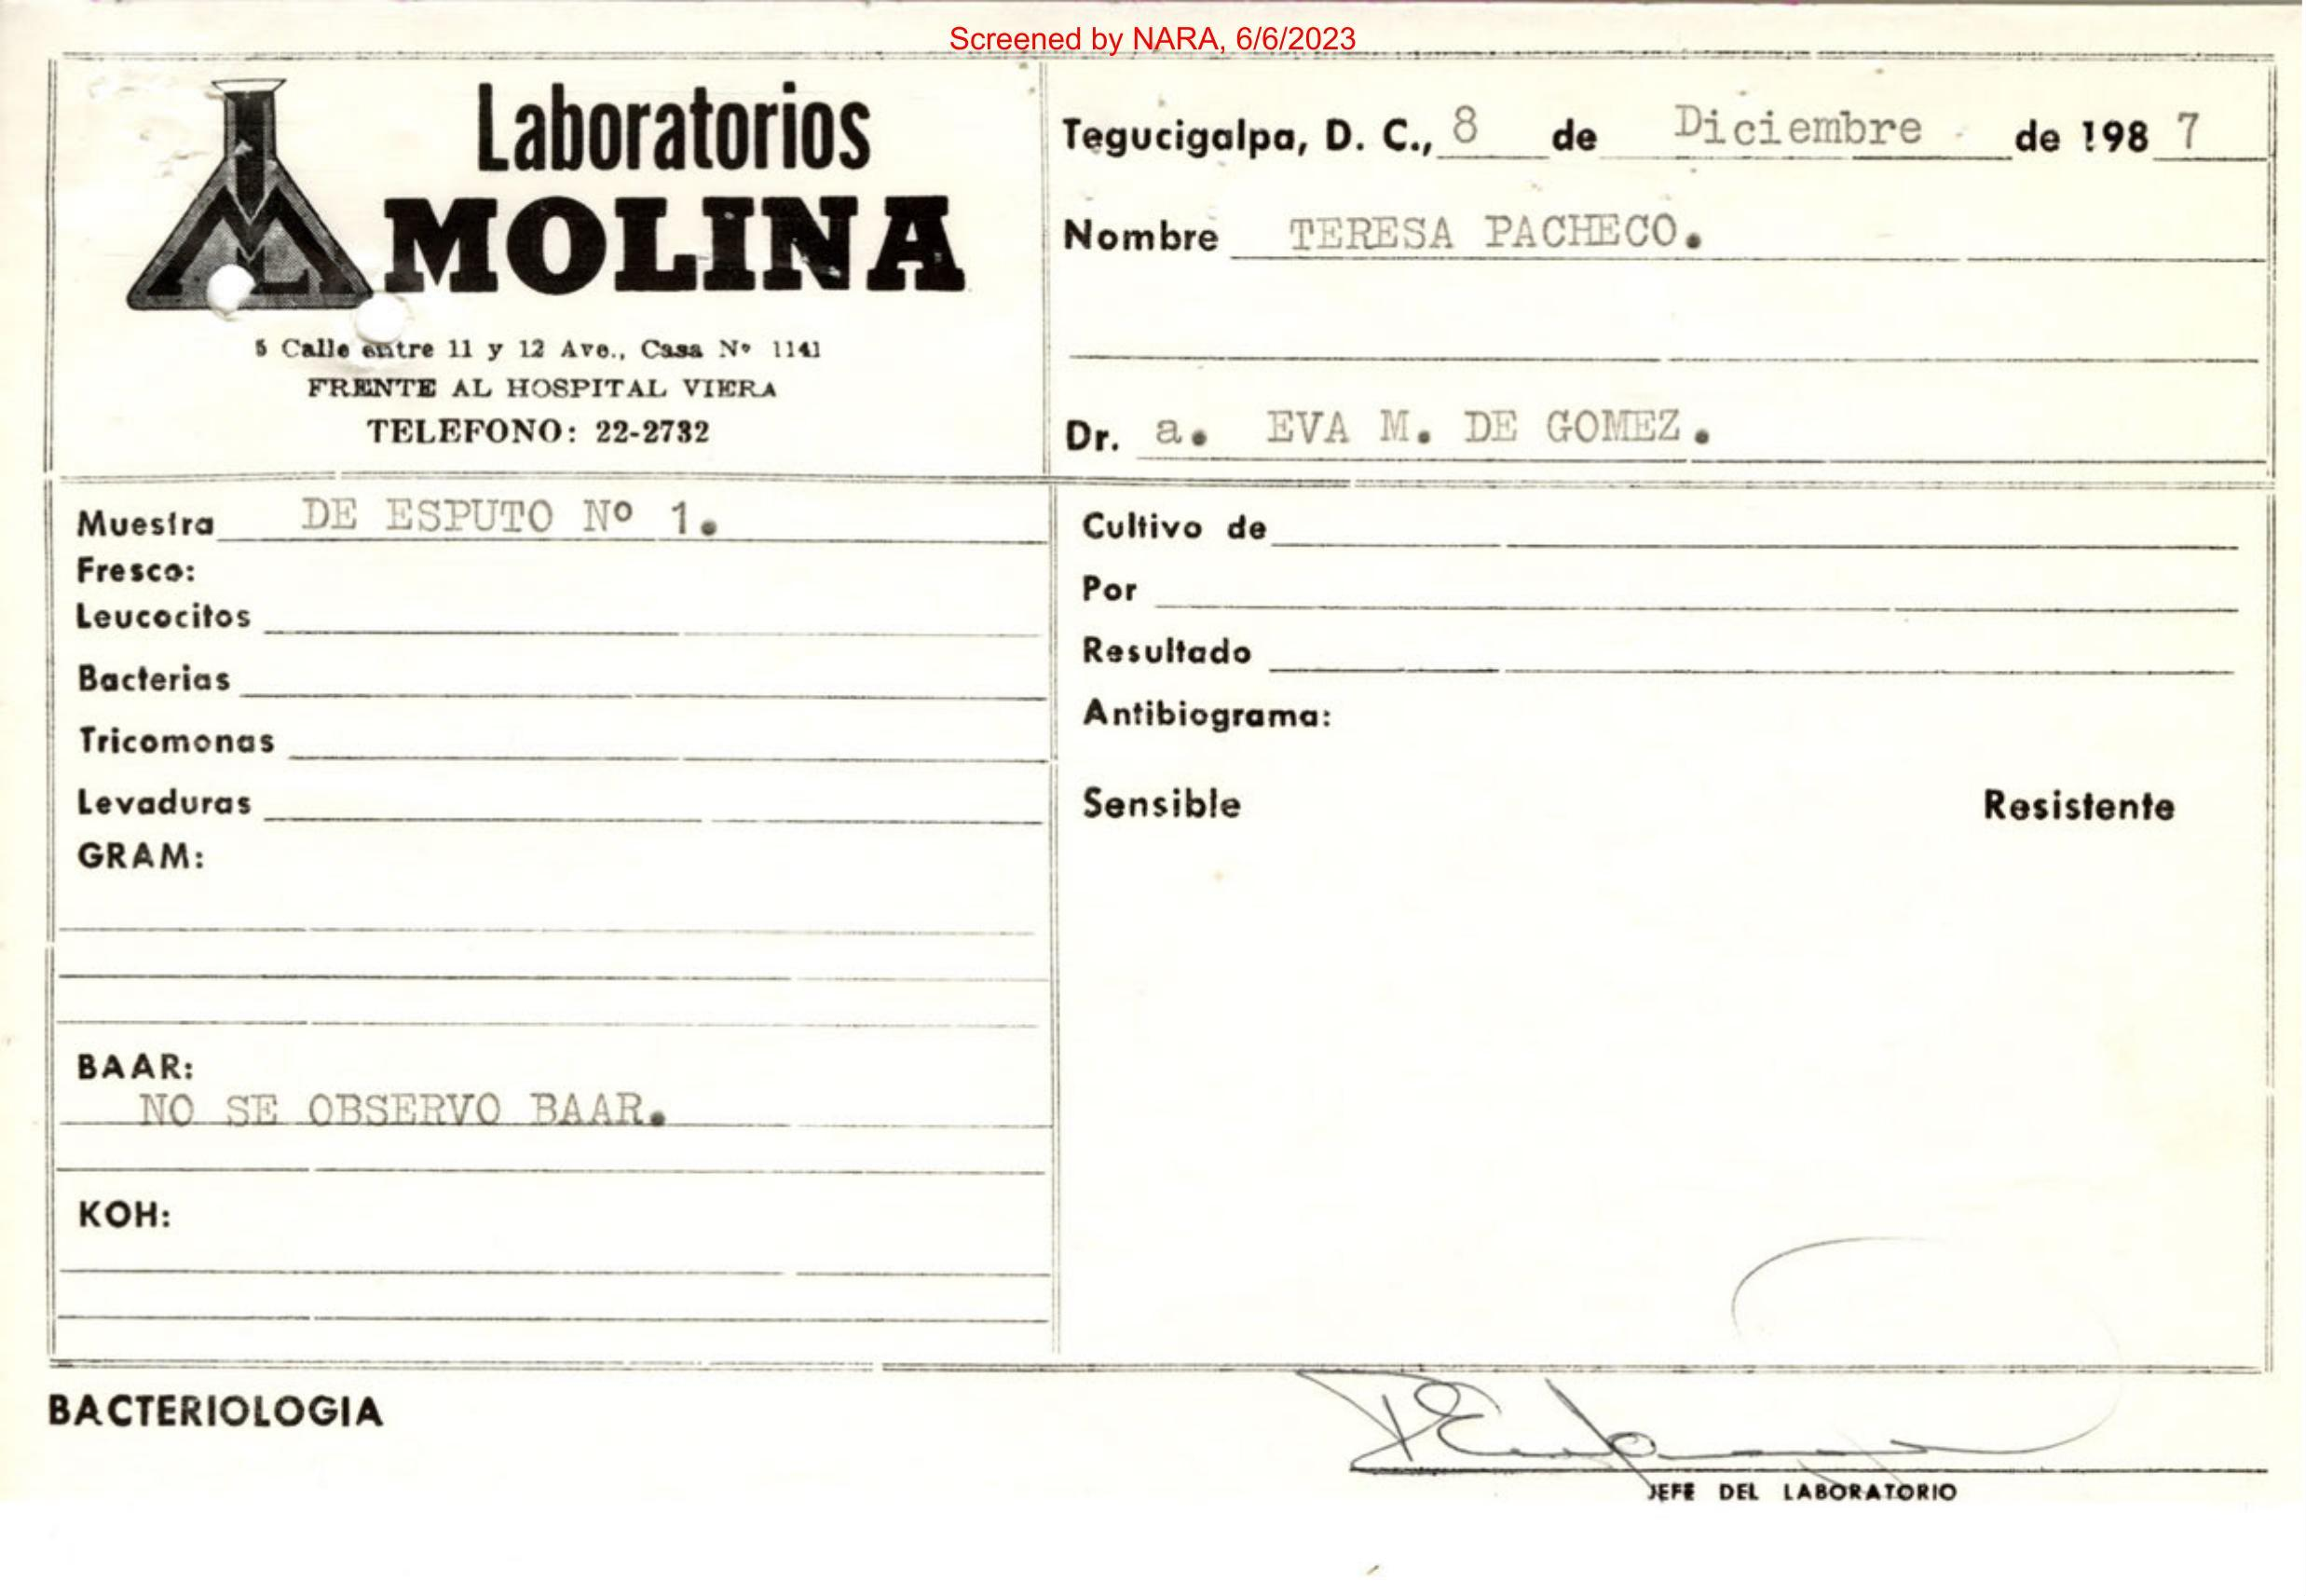 Screened by NARA, 6/6/2023
Laboratorios
MOLINA
5 Calle entre 11 y 12 Ave., Casa Nº 1141
FRENTE AL HOSPITAL VIERA
TELEFONO: 22-2732
Tegucigalpa, D. C., 8 de Diciembre de 1987
Nombre TERESA PACHECO.
Dr. a. EVA M. DE GOMEZ.
Muestra DE ESPUTO Nº 1.
Fresco:
Leucocitos
Bacterias
Tricomonas
Levaduras
GRAM:
BAAR:
NO SE OBSERVO BAAR.
KOH:
Cultivo de
Por
Resultado
Antibiograma:
Sensible Resistente
BACTERIOLOGIA
JEFE DEL LABORATORIO